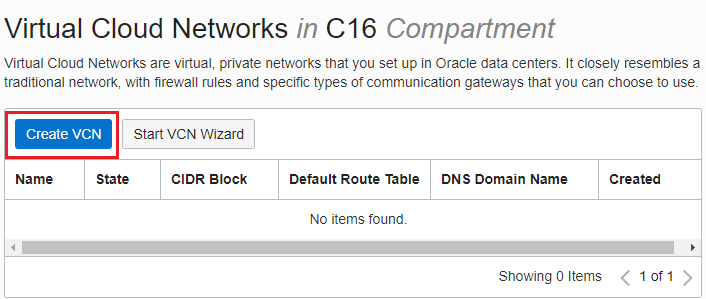 Virtual Cloud Networks in C16 Compartment
Virtual Cloud Networks are virtual, private networks that you set up in Oracle data centers. It closely resembles a
traditional network, with firewall rules and specific types of communication gateways that you can choose to use.
Create VCN Start VCN Wizard
Name State CIDR Block Default Route Table DNS Domain Name Created
No items found.
Showing 0 Items 1 of 1